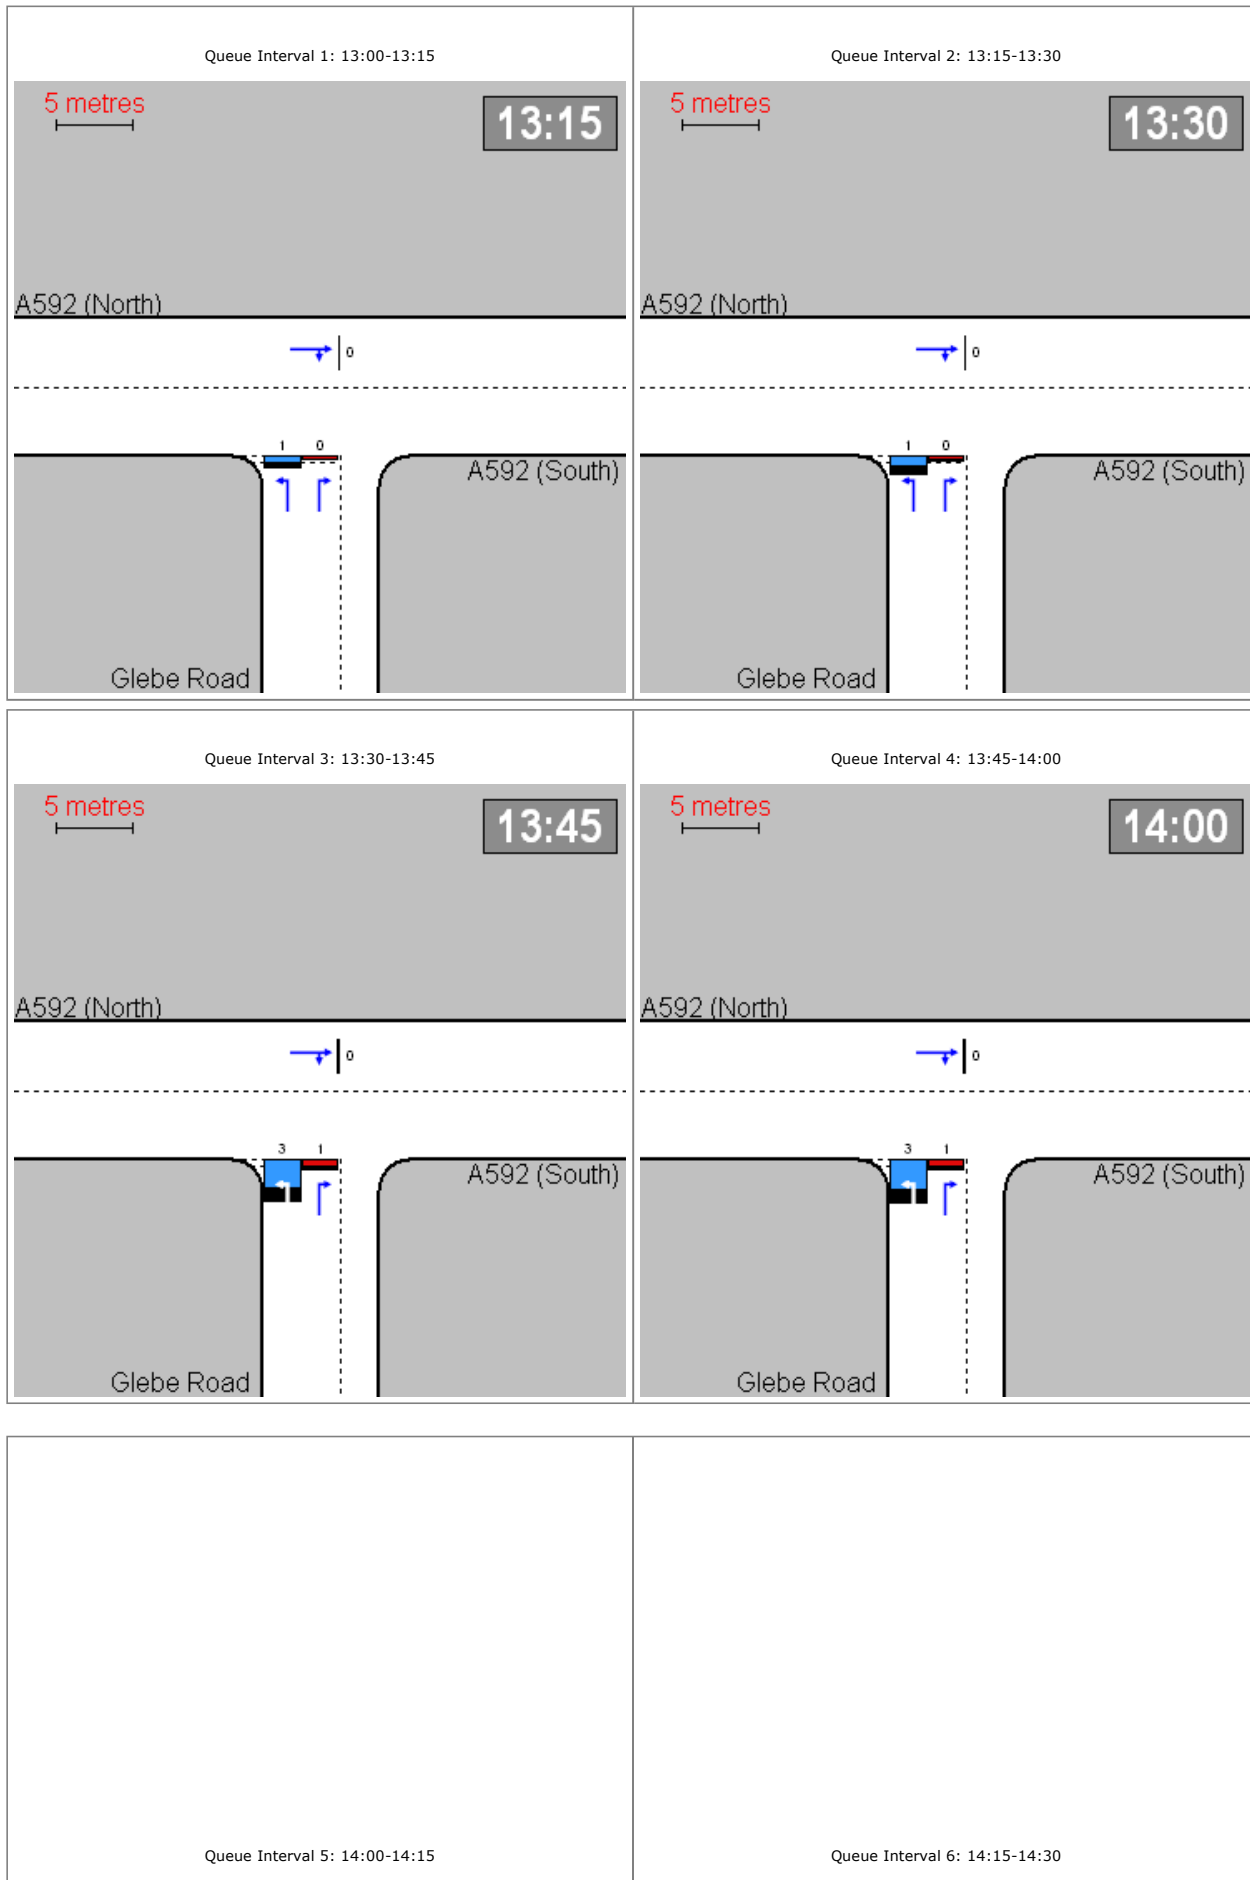 Queue Interval 1: 13:00-13:15
5 metres
13:15
A592 (North)
0
1 0
A592 (South)
Glebe Road
Queue Interval 2: 13:15-13:30
5 metres
13:30
A592 (North)
0
1 0
A592 (South)
Glebe Road
Queue Interval 3: 13:30-13:45
5 metres
13:45
A592 (North)
0
3 1
A592 (South)
Glebe Road
Queue Interval 4: 13:45-14:00
5 metres
14:00
A592 (North)
0
3 1
A592 (South)
Glebe Road
Queue Interval 5: 14:00-14:15
Queue Interval 6: 14:15-14:30